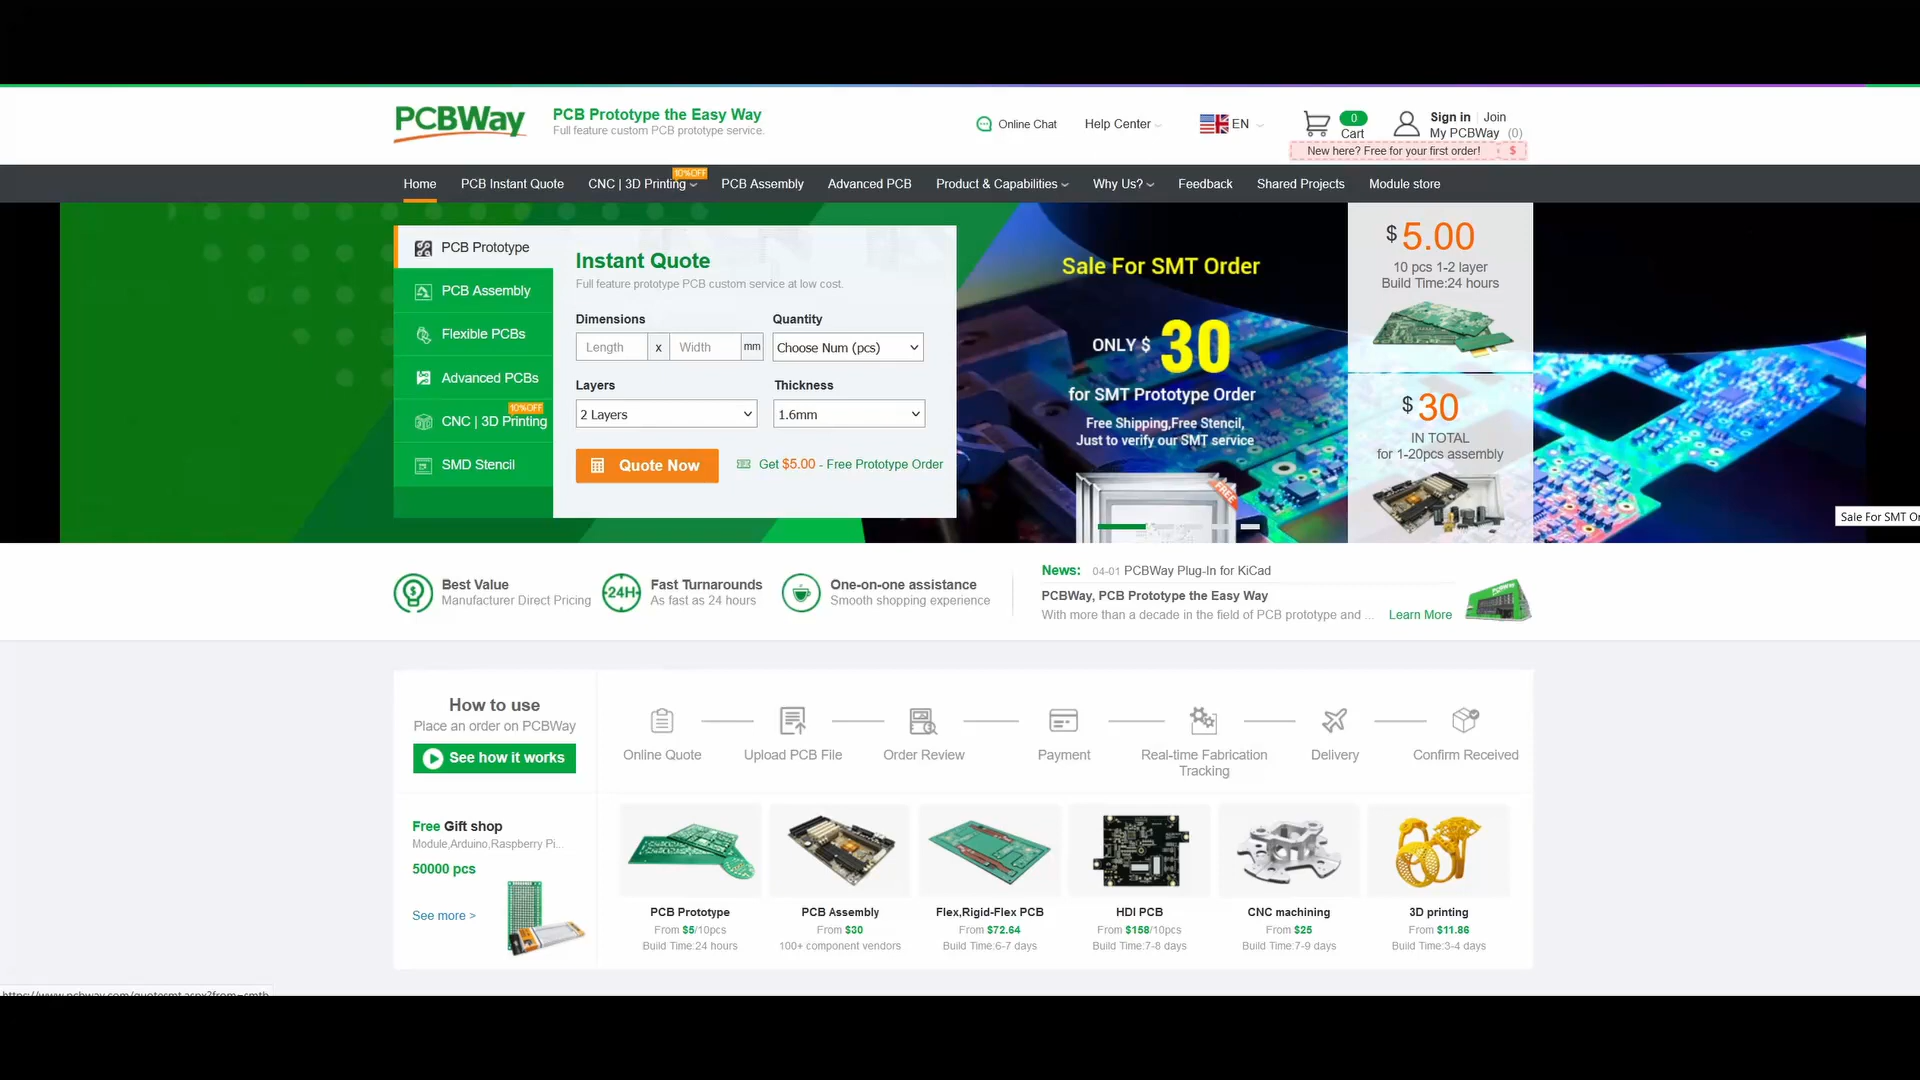 PCBWay
PCB Prototype the Easy Way
Full feature custom PCB prototype service.
Online Chat
Help Center
EN
0
Cart
Sign in | Join
My PCBWay (0)
New here? Free for your first order! $
Home
PCB Instant Quote
CNC | 3D Printing
10%OFF
PCB Assembly
Advanced PCB
Product & Capabilities
Why Us?
Feedback
Shared Projects
Module store
PCB Prototype
PCB Assembly
Flexible PCBs
Advanced PCBs
10%OFF
CNC | 3D Printing
SMD Stencil
Instant Quote
Full feature prototype PCB custom service at low cost.
Dimensions
Quantity
Length x Width mm
Choose Num (pcs)
Layers
Thickness
2 Layers
1.6mm
Quote Now
Get $5.00 - Free Prototype Order
Sale For SMT Order
ONLY $ 30
for SMT Prototype Order
Free Shipping,Free Stencil,
Just to verify our SMT service
FREE
$ 5.00
10 pcs 1-2 layer
Build Time:24 hours
$ 30
IN TOTAL
for 1-20pcs assembly
Sale For SMT Or
Best Value
Manufacturer Direct Pricing
24H
Fast Turnarounds
As fast as 24 hours
One-on-one assistance
Smooth shopping experience
News: 04-01 PCBWay Plug-In for KiCad
PCBWay, PCB Prototype the Easy Way
With more than a decade in the field of PCB prototype and ... Learn More
How to use
Place an order on PCBWay
See how it works
Online Quote
Upload PCB File
Order Review
Payment
Real-time Fabrication
Tracking
Delivery
Confirm Received
Free Gift shop
Module,Arduino,Raspberry Pi...
50000 pcs
See more >
PCB Prototype
From $5/10pcs
Build Time:24 hours
PCB Assembly
From $30
100+ component vendors
Flex,Rigid-Flex PCB
From $72.64
Build Time:6-7 days
HDI PCB
From $158/10pcs
Build Time:7-8 days
CNC machining
From $25
Build Time:7-9 days
3D printing
From $11.86
Build Time:3-4 days
https://www.pcbway.com/quotesmt.aspx?from=smtb